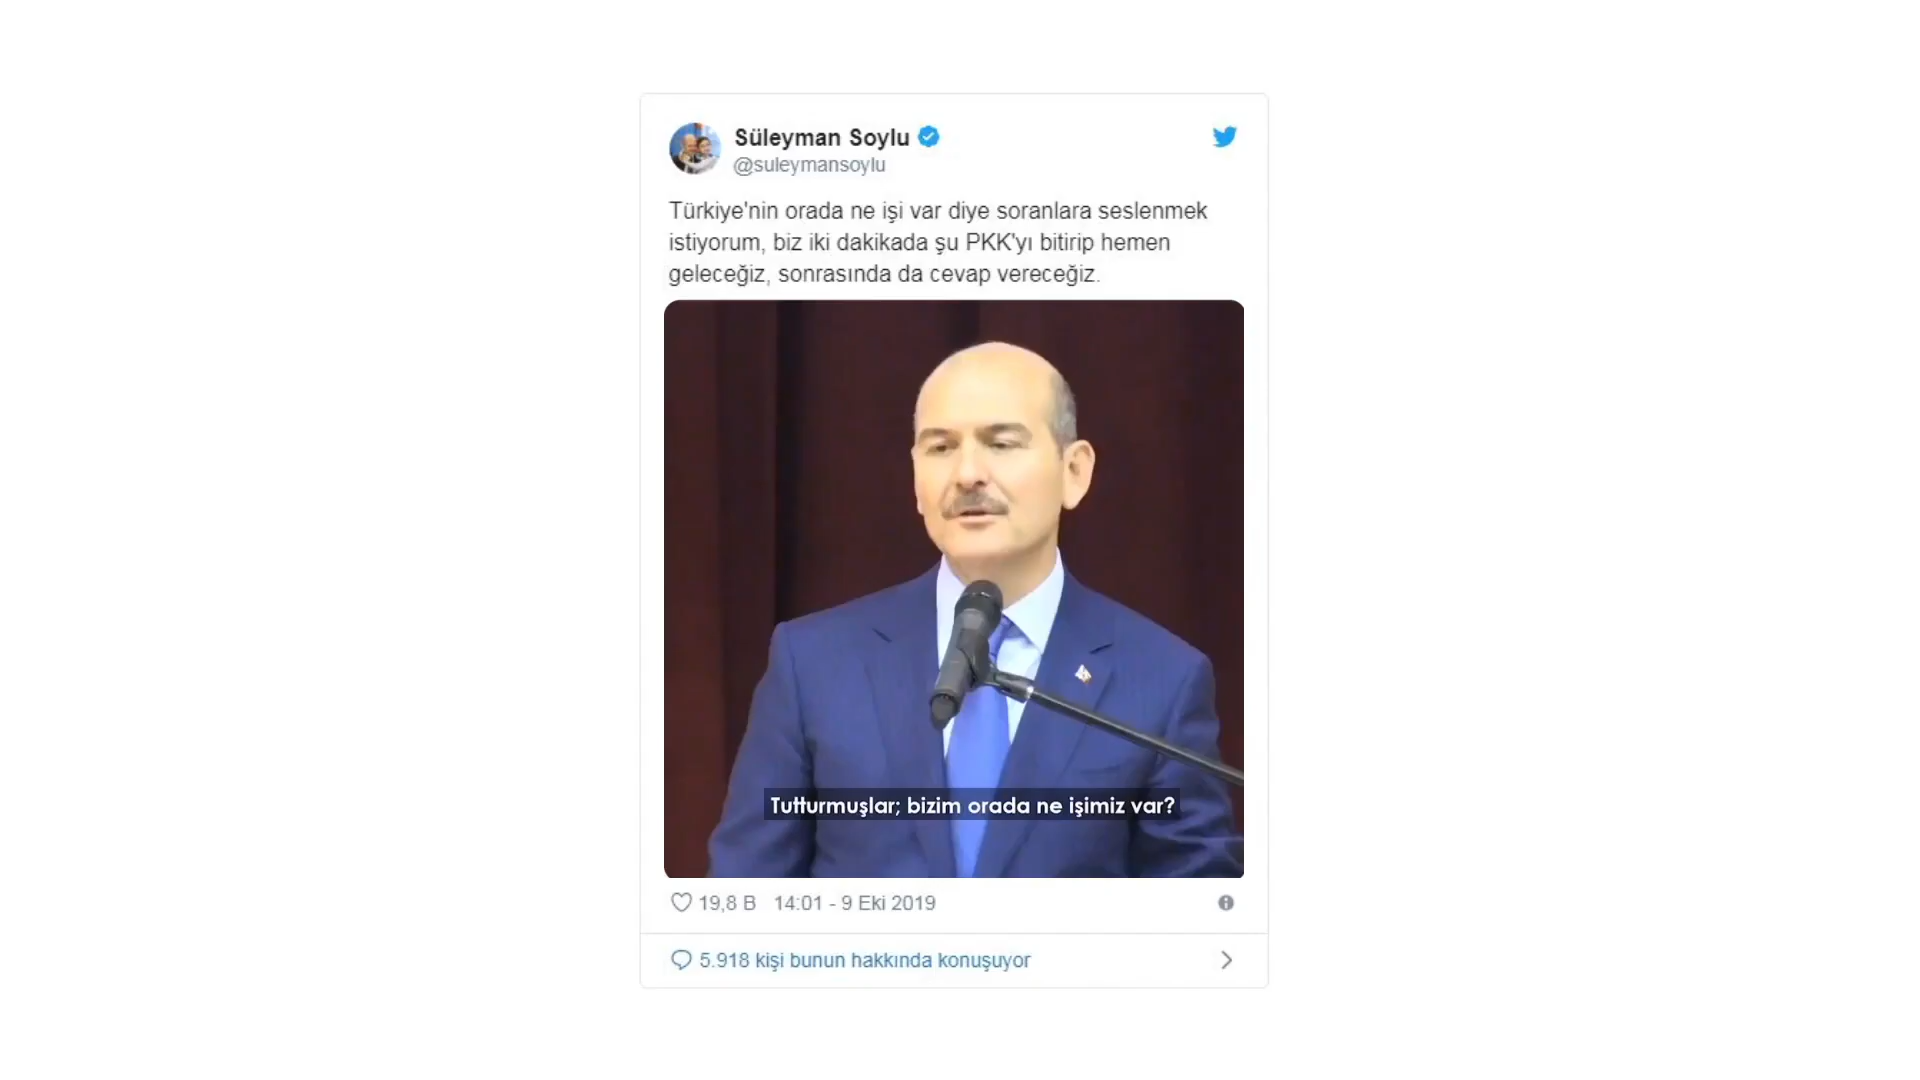 Süleyman Soylu
@suleymansoylu
Türkiye'nin orada ne işi var diye soranlara seslenmek
istiyorum, biz iki dakikada şu PKK'yı bitirip hemen
geleceğiz, sonrasında da cevap vereceğiz.
Tutturmuşlar; bizim orada ne işimiz var?
19,8 B 14:01 - 9 Eki 2019
5.918 kişi bunun hakkında konuşuyor